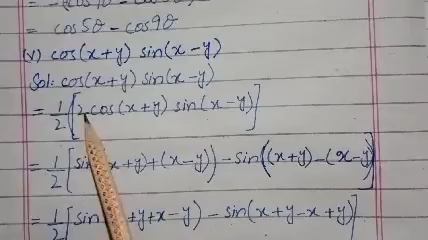 = cos5θ - cos9θ
(v) cos(x+y) sin(x-y)
Sol: cos(x+y) sin(x-y)
= 1/2 [2 cos(x+y) sin(x-y)]
= 1/2 [sin x+y)+(x-y)) - sin((x+y)-(x-y)]
= 1/2 [sin +y+x-y) - sin(x+y-x+y)]